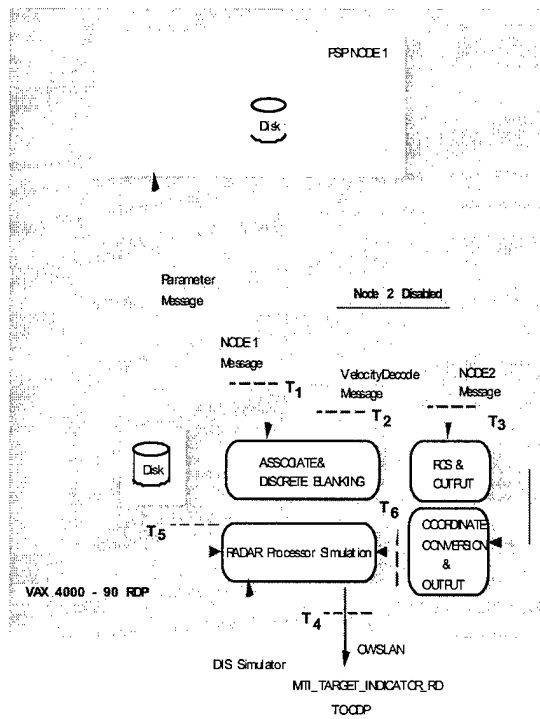 PSP NODE 1
Disk
Parameter
Message
Node 2 Disabled
NODE 1
Message
T1
VelocityDecode
Message
T2
NODE2
Message
T3
Disk
ASSOCIATE &
DISCRETE BLANKING
RCS &
OUTPUT
T6
T5
RADAR Processor Simulation
COORDINATE
CONVERSION
&
OUTPUT
VAX 4000 - 90 RDP
T4
OWSLAN
DIS Simulator
MTI_TARGET_INDICATOR_RD
TOCDP